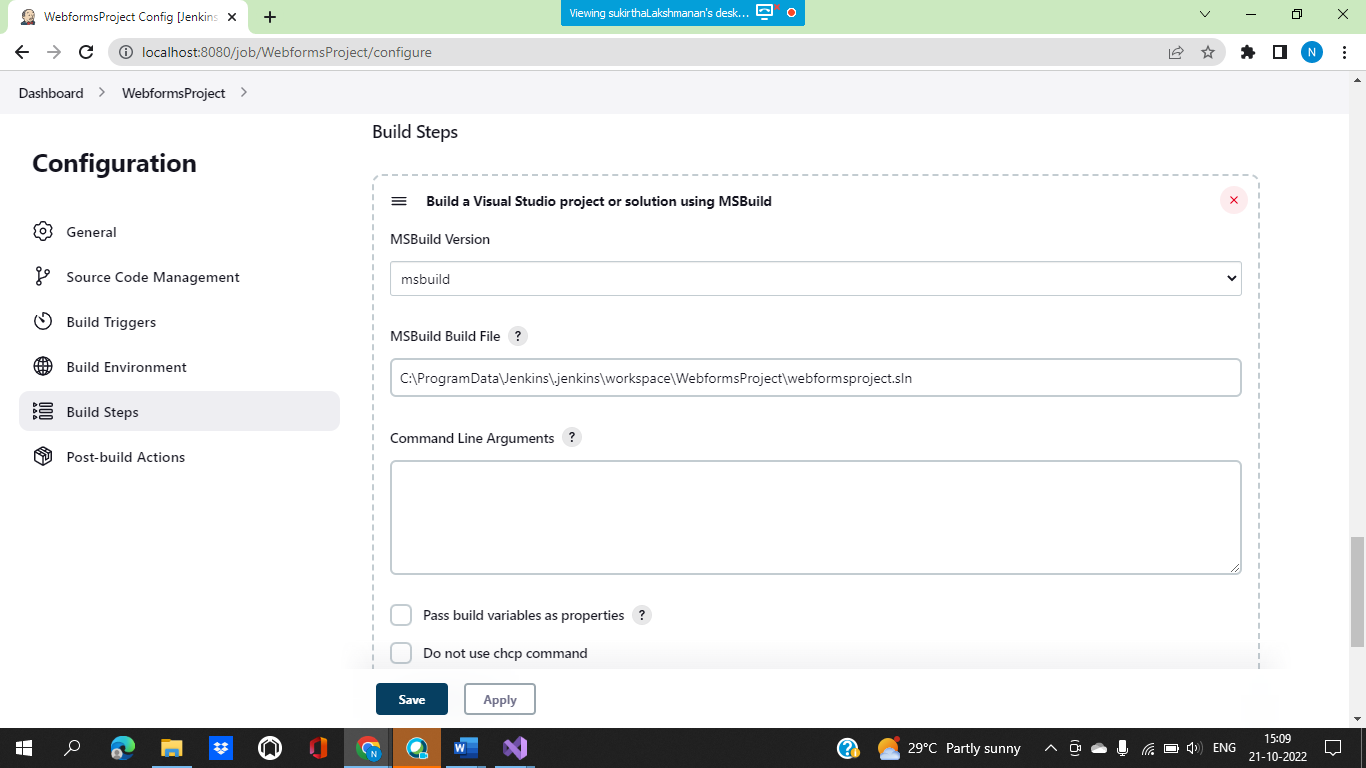 WebformsProject Config [Jenkins
Viewing sukirthaLakshmanan's desk...
localhost:8080/job/WebformsProject/configure
N
Dashboard
WebformsProject
Configuration
General
Source Code Management
Build Triggers
Build Environment
Build Steps
Post-build Actions
Build Steps
Build a Visual Studio project or solution using MSBuild
MSBuild Version
msbuild
MSBuild Build File ?
C:\ProgramData\Jenkins\.jenkins\workspace\WebformsProject\webformsproject.sln
Command Line Arguments ?
Pass build variables as properties ?
Do not use chcp command
Save
Apply
29°C Partly sunny
ENG
15:09
21-10-2022